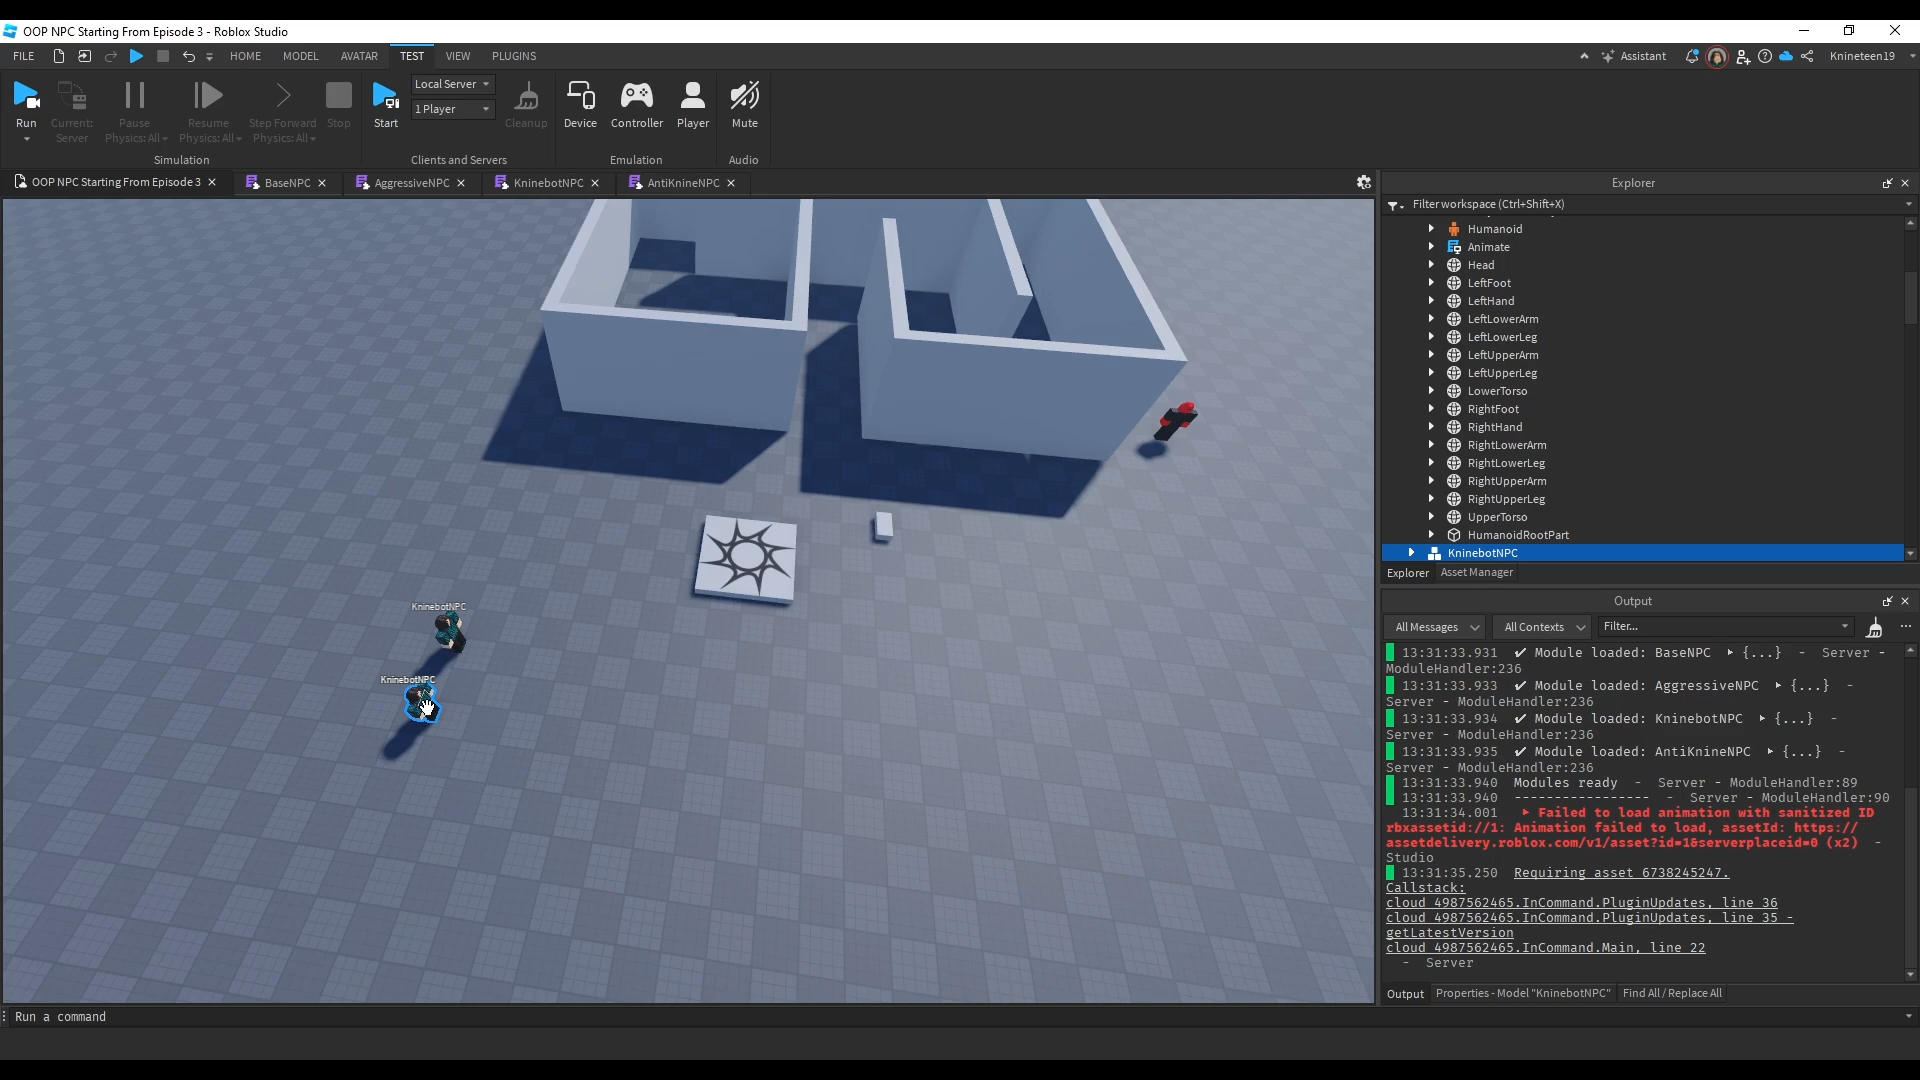 OOP NPC Starting From Episode 3 - Roblox Studio
FILE HOME MODEL AVATAR TEST VIEW PLUGINS Assistant Knineteen19
Run Current: Server Pause Physics: All Resume Physics: All Step Forward Physics: All Stop
Simulation
Start Local Server 1 Player Cleanup
Clients and Servers
Device Controller Player
Emulation
Mute
Audio
OOP NPC Starting From Episode 3 BaseNPC AggressiveNPC KninebotNPC AntiKnineNPC
KninebotNPC
KninebotNPC
Explorer
Filter workspace (Ctrl+Shift+X)
Humanoid
Animate
Head
LeftFoot
LeftHand
LeftLowerArm
LeftLowerLeg
LeftUpperArm
LeftUpperLeg
LowerTorso
RightFoot
RightHand
RightLowerArm
RightLowerLeg
RightUpperArm
RightUpperLeg
UpperTorso
HumanoidRootPart
KninebotNPC
Explorer Asset Manager
Output
All Messages All Contexts Filter...
13:31:33.931 ✔ Module loaded: BaseNPC ▶ {...} - Server -
ModuleHandler:236
13:31:33.933 ✔ Module loaded: AggressiveNPC ▶ {...} -
Server - ModuleHandler:236
13:31:33.934 ✔ Module loaded: KninebotNPC ▶ {...} -
Server - ModuleHandler:236
13:31:33.935 ✔ Module loaded: AntiKnineNPC ▶ {...} -
Server - ModuleHandler:236
13:31:33.940 Modules ready - Server - ModuleHandler:89
13:31:33.940 ----------------- - Server - ModuleHandler:90
13:31:34.001 ▶ Failed to load animation with sanitized ID
rbxassetid://1: Animation failed to load, assetId: https://
assetdelivery.roblox.com/v1/asset?id=1&serverplaceid=0 (x2) -
Studio
13:31:35.250 Requiring asset 6738245247.
Callstack:
cloud_4987562465.InCommand.PluginUpdates, line 36
cloud_4987562465.InCommand.PluginUpdates, line 35 -
getLatestVersion
cloud_4987562465.InCommand.Main, line 22
- Server
Output Properties - Model "KninebotNPC" Find All / Replace All
Run a command